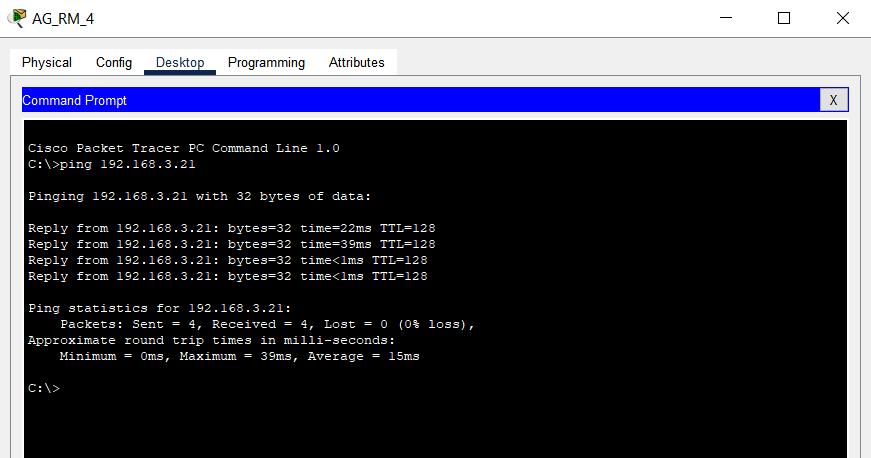 AG_RM_4
Physical Config Desktop Programming Attributes
Command Prompt X
Cisco Packet Tracer PC Command Line 1.0
C:\>ping 192.168.3.21
Pinging 192.168.3.21 with 32 bytes of data:
Reply from 192.168.3.21: bytes=32 time=22ms TTL=128
Reply from 192.168.3.21: bytes=32 time=39ms TTL=128
Reply from 192.168.3.21: bytes=32 time<1ms TTL=128
Reply from 192.168.3.21: bytes=32 time<1ms TTL=128
Ping statistics for 192.168.3.21:
    Packets: Sent = 4, Received = 4, Lost = 0 (0% loss),
Approximate round trip times in milli-seconds:
    Minimum = 0ms, Maximum = 39ms, Average = 15ms
C:\>